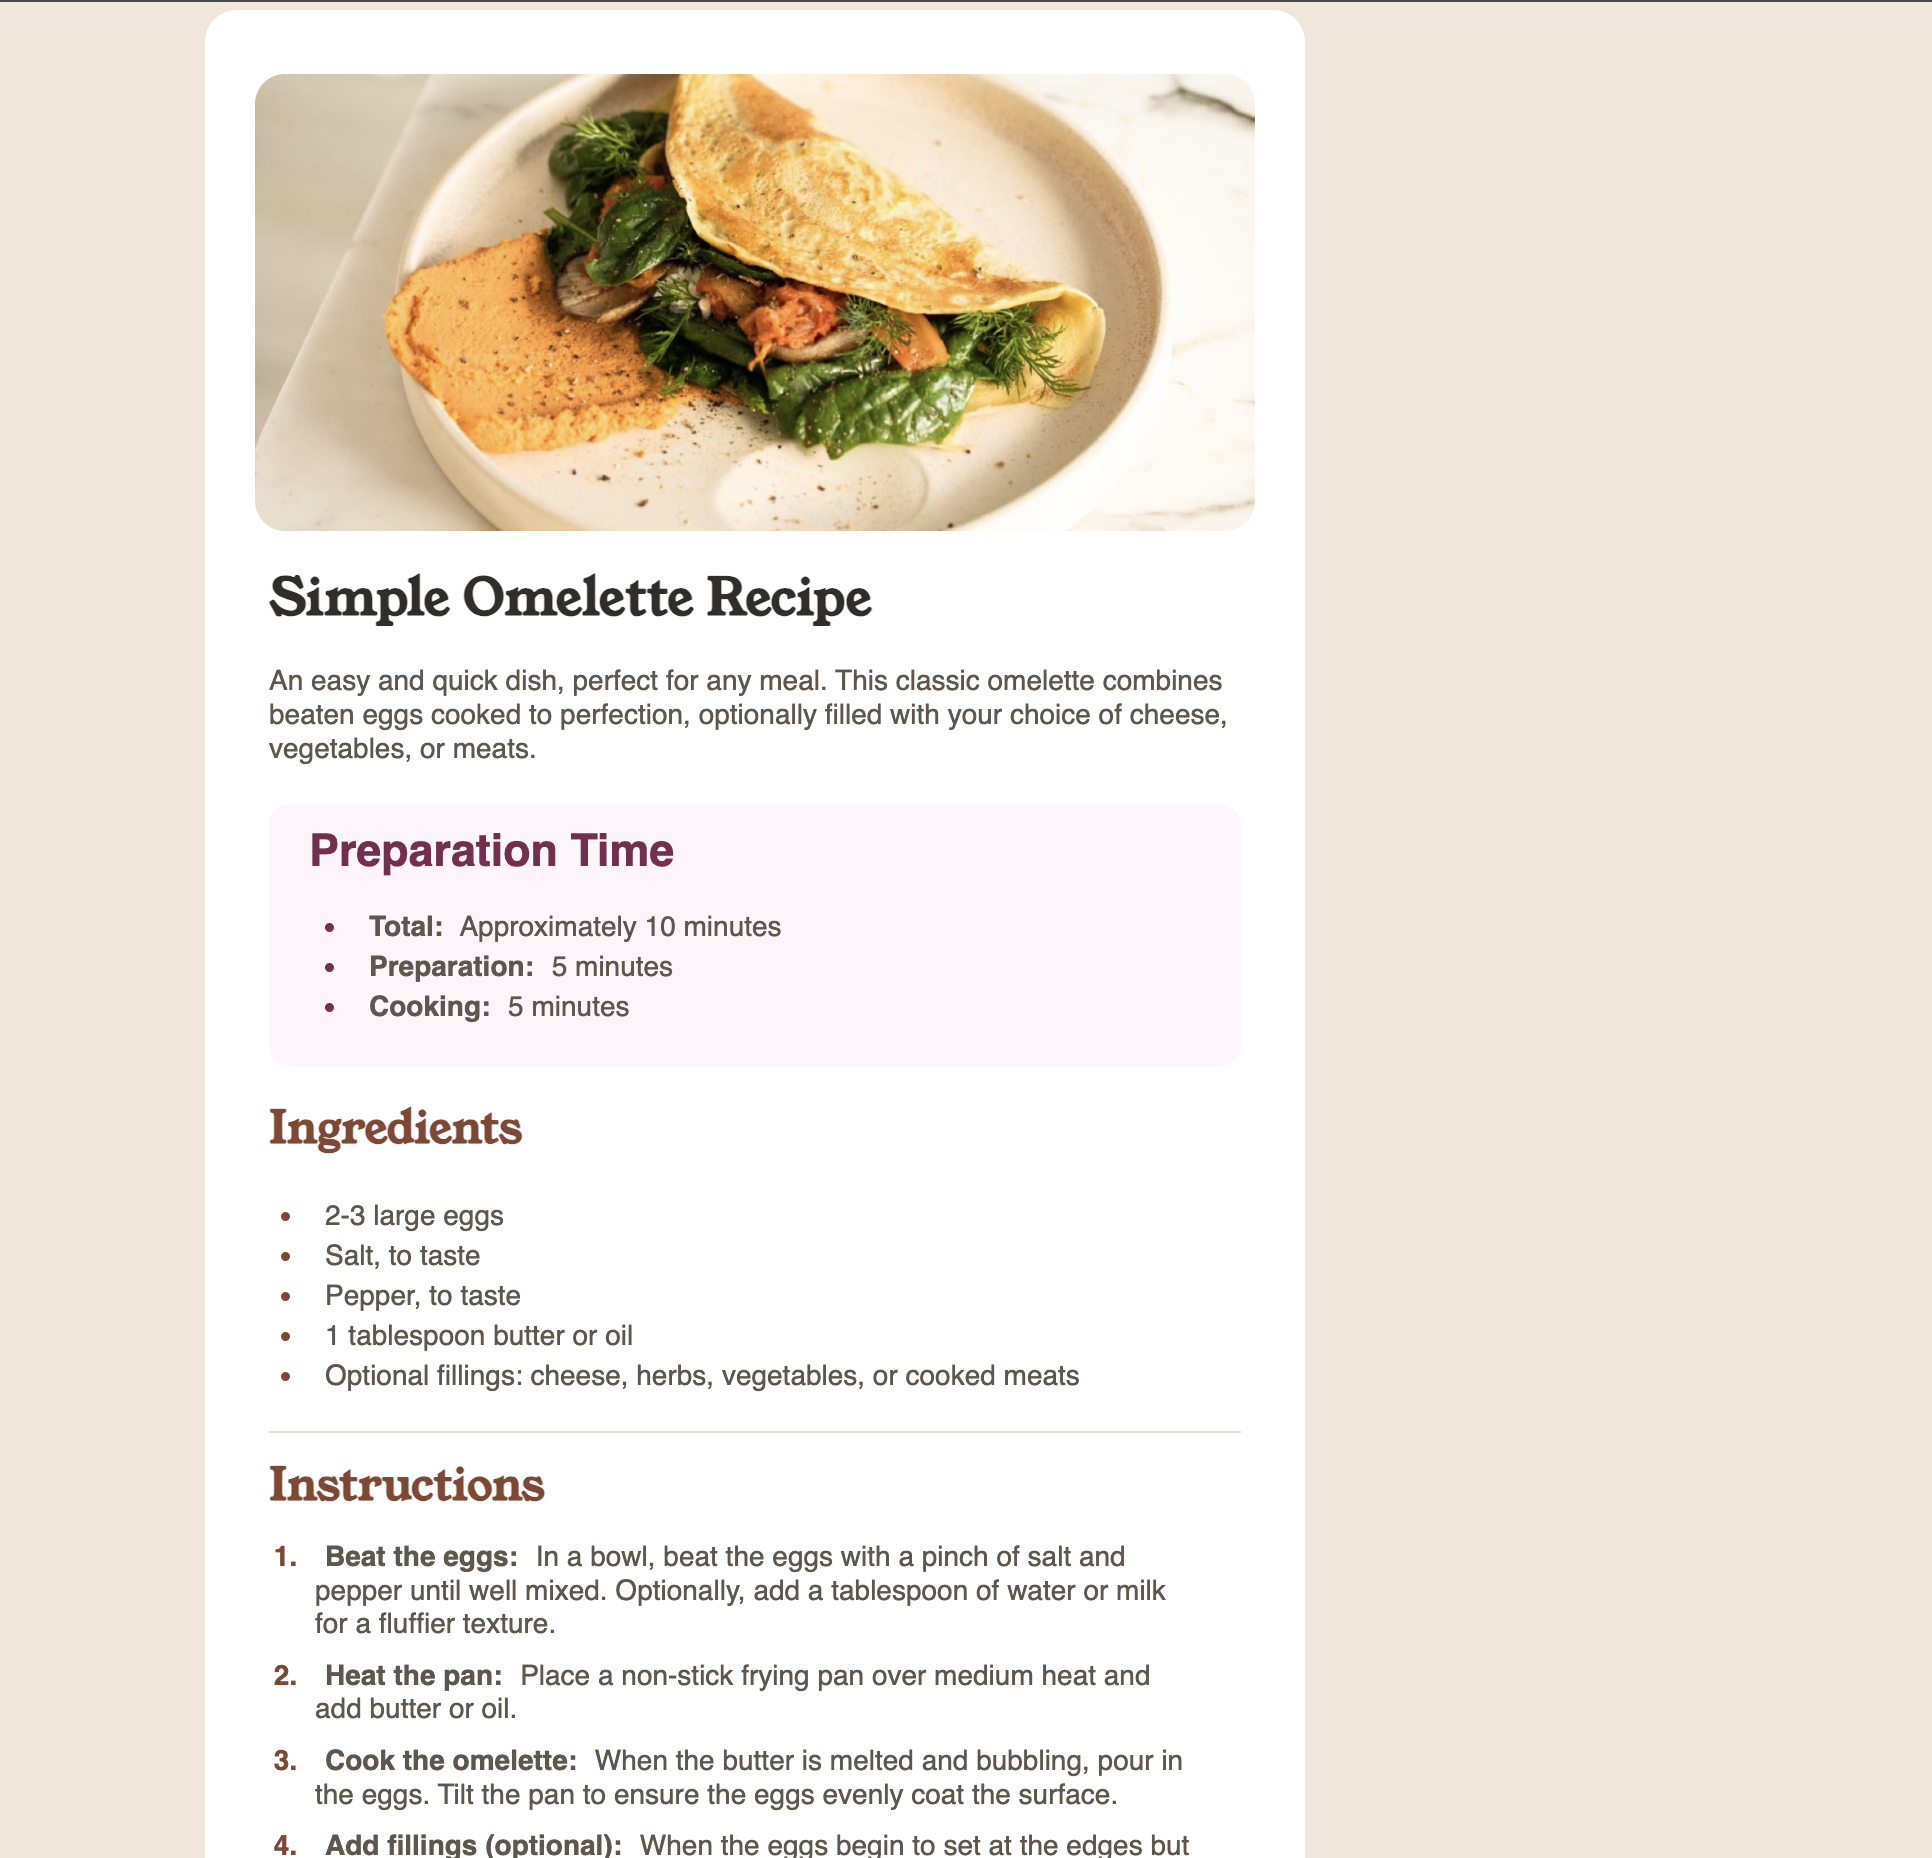 Simple Omelette Recipe
An easy and quick dish, perfect for any meal. This classic omelette combines
beaten eggs cooked to perfection, optionally filled with your choice of cheese,
vegetables, or meats.
Preparation Time
• Total: Approximately 10 minutes
• Preparation: 5 minutes
• Cooking: 5 minutes
Ingredients
• 2-3 large eggs
• Salt, to taste
• Pepper, to taste
• 1 tablespoon butter or oil
• Optional fillings: cheese, herbs, vegetables, or cooked meats
Instructions
1. Beat the eggs: In a bowl, beat the eggs with a pinch of salt and
pepper until well mixed. Optionally, add a tablespoon of water or milk
for a fluffier texture.
2. Heat the pan: Place a non-stick frying pan over medium heat and
add butter or oil.
3. Cook the omelette: When the butter is melted and bubbling, pour in
the eggs. Tilt the pan to ensure the eggs evenly coat the surface.
4. Add fillings (optional): When the eggs begin to set at the edges but